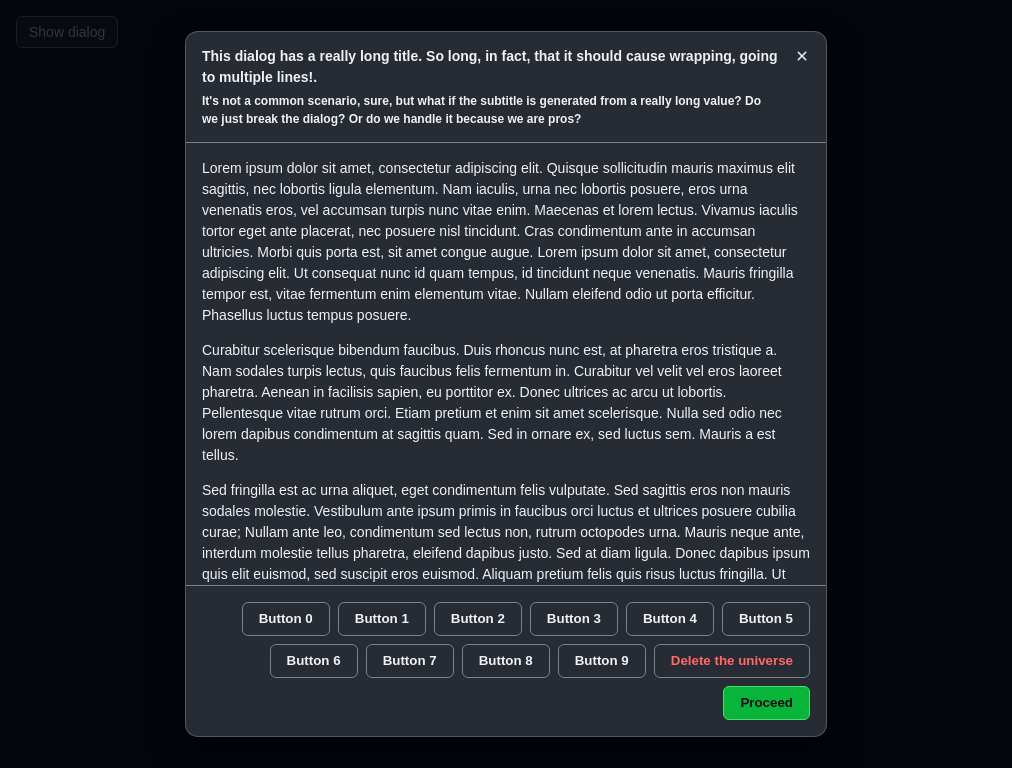 Show dialog
This dialog has a really long title. So long, in fact, that it should cause wrapping, going
to multiple lines!.
It's not a common scenario, sure, but what if the subtitle is generated from a really long value? Do
we just break the dialog? Or do we handle it because we are pros?
Lorem ipsum dolor sit amet, consectetur adipiscing elit. Quisque sollicitudin mauris maximus elit
sagittis, nec lobortis ligula elementum. Nam iaculis, urna nec lobortis posuere, eros urna
venenatis eros, vel accumsan turpis nunc vitae enim. Maecenas et lorem lectus. Vivamus iaculis
tortor eget ante placerat, nec posuere nisl tincidunt. Cras condimentum ante in accumsan
ultricies. Morbi quis porta est, sit amet congue augue. Lorem ipsum dolor sit amet, consectetur
adipiscing elit. Ut consequat nunc id quam tempus, id tincidunt neque venenatis. Mauris fringilla
tempor est, vitae fermentum enim elementum vitae. Nullam eleifend odio ut porta efficitur.
Phasellus luctus tempus posuere.
Curabitur scelerisque bibendum faucibus. Duis rhoncus nunc est, at pharetra eros tristique a.
Nam sodales turpis lectus, quis faucibus felis fermentum in. Curabitur vel velit vel eros laoreet
pharetra. Aenean in facilisis sapien, eu porttitor ex. Donec ultrices ac arcu ut lobortis.
Pellentesque vitae rutrum orci. Etiam pretium et enim sit amet scelerisque. Nulla sed odio nec
lorem dapibus condimentum at sagittis quam. Sed in ornare ex, sed luctus sem. Mauris a est
tellus.
Sed fringilla est ac urna aliquet, eget condimentum felis vulputate. Sed sagittis eros non mauris
sodales molestie. Vestibulum ante ipsum primis in faucibus orci luctus et ultrices posuere cubilia
curae; Nullam ante leo, condimentum sed lectus non, rutrum octopodes urna. Mauris neque ante,
interdum molestie tellus pharetra, eleifend dapibus justo. Sed at diam ligula. Donec dapibus ipsum
quis elit euismod, sed suscipit eros euismod. Aliquam pretium felis quis risus luctus fringilla. Ut
Button 0 Button 1 Button 2 Button 3 Button 4 Button 5
Button 6 Button 7 Button 8 Button 9 Delete the universe
Proceed